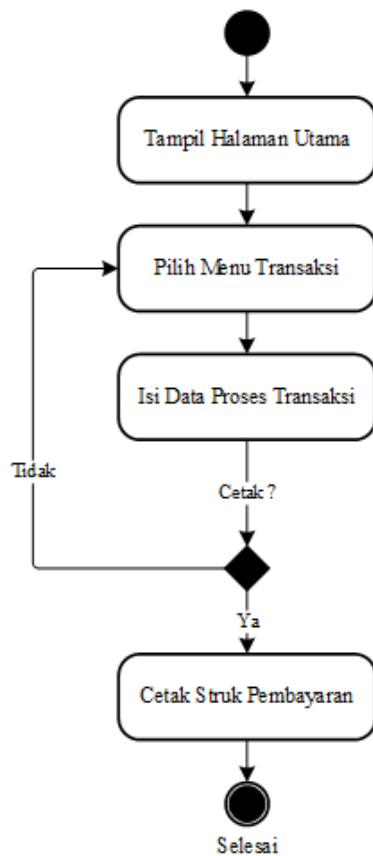 Tampil Halaman Utama
Pilih Menu Transaksi
Isi Data Proses Transaksi
Tidak
Cetak ?
Ya
Cetak Struk Pembayaran
Selesai